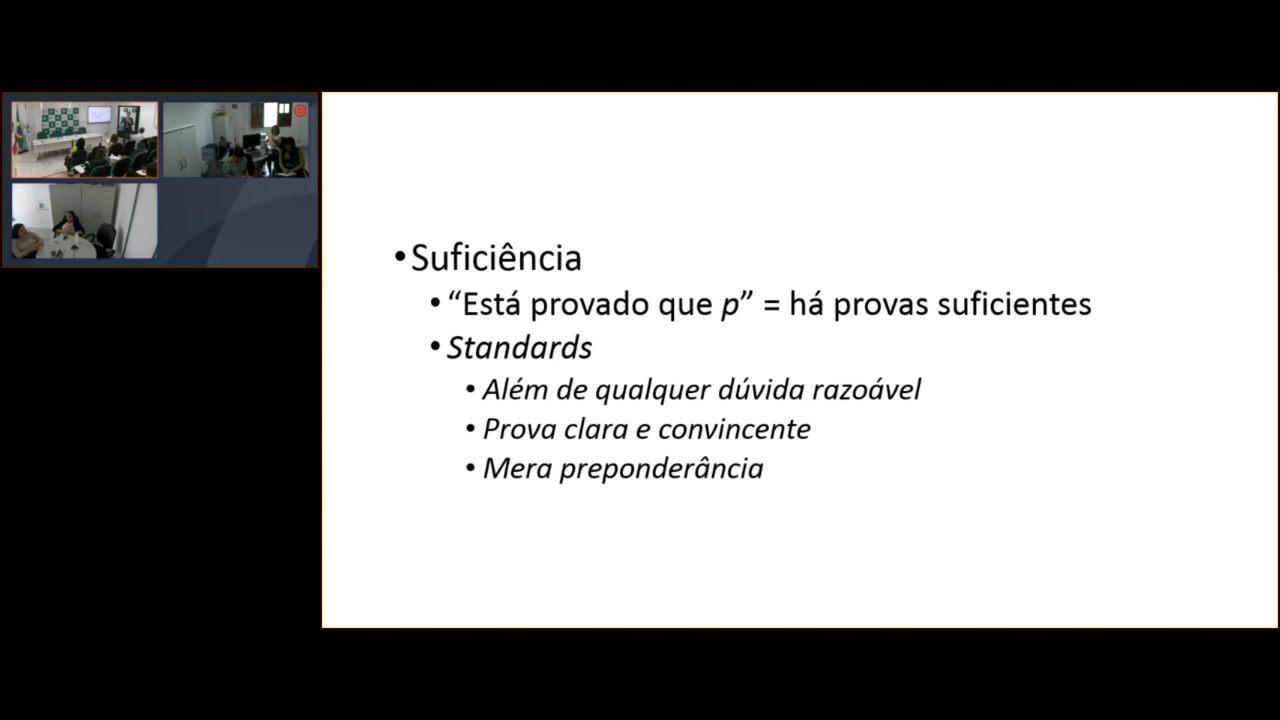 •Suficiência
•“Está provado que p” = há provas suficientes
•Standards
•Além de qualquer dúvida razoável
•Prova clara e convincente
•Mera preponderância